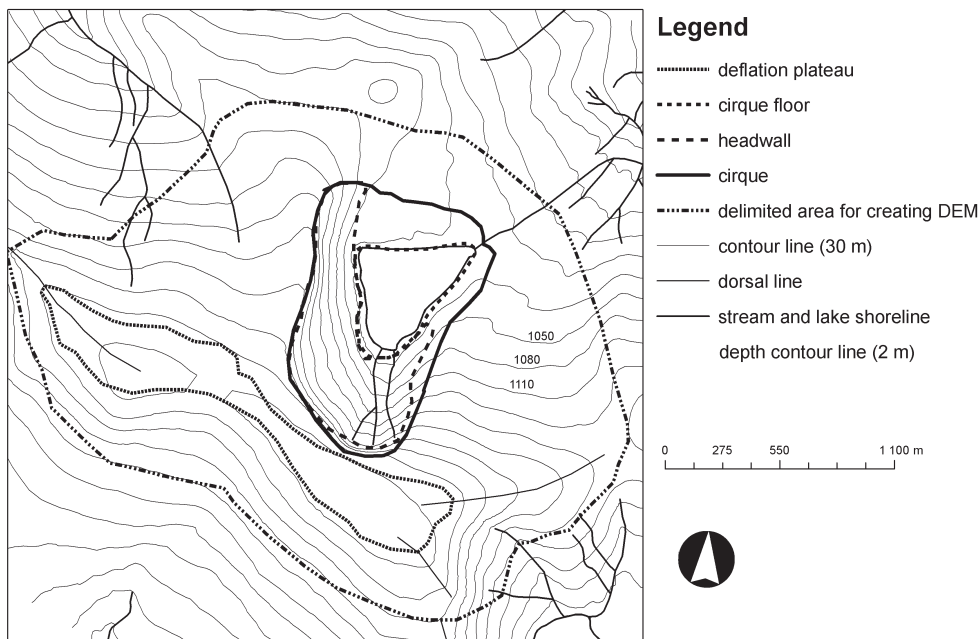 Legend
deflation plateau
cirque floor
headwall
cirque
delimited area for creating DEM
contour line (30 m)
dorsal line
stream and lake shoreline
depth contour line (2 m)
1050
1080
1110
0 275 550 1 100 m